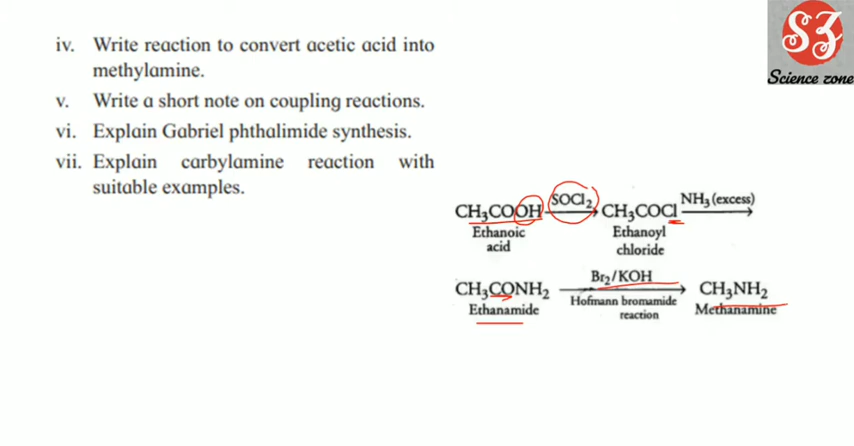 SZ
Science zone
iv. Write reaction to convert acetic acid into
methylamine.
v. Write a short note on coupling reactions.
vi. Explain Gabriel phthalimide synthesis.
vii. Explain carbylamine reaction with
suitable examples.
CH₃COOH SOCl₂ → CH₃COCl NH₃ (excess) →
Ethanoic Ethanoyl
acid chloride
CH₃CONH₂ Br₂/KOH → CH₃NH₂
Ethanamide Hofmann bromamide Methanamine
reaction